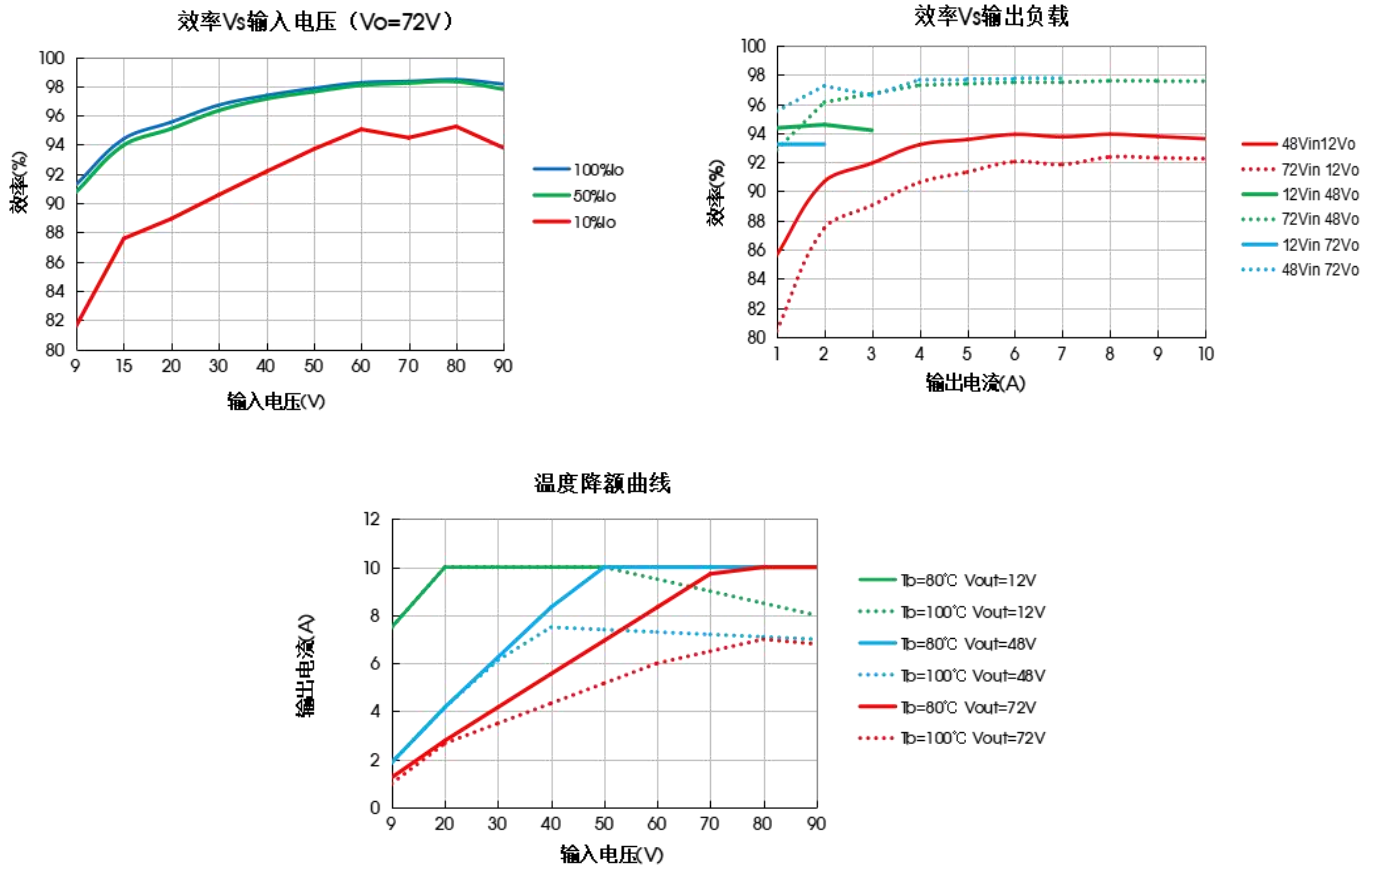 效率Vs输入电压（Vo=72V）
100
98
96
94
92
90
88
86
84
82
80
效率(%)
9 15 20 30 40 50 60 70 80 90
输入电压(V)
100%Io
50%Io
10%Io
效率Vs输出负载
100
98
96
94
92
90
88
86
84
82
80
效率(%)
1 2 3 4 5 6 7 8 9 10
输出电流(A)
48Vin12Vo
72Vin 12Vo
12Vin 48Vo
72Vin 48Vo
12Vin 72Vo
48Vin 72Vo
温度降额曲线
12
10
8
6
4
2
0
输出电流(A)
9 20 30 40 50 60 70 80 90
输入电压(V)
Tb=80℃ Vout=12V
Tb=100℃ Vout=12V
Tb=80℃ Vout=48V
Tb=100℃ Vout=48V
Tb=80℃ Vout=72V
Tb=100℃ Vout=72V